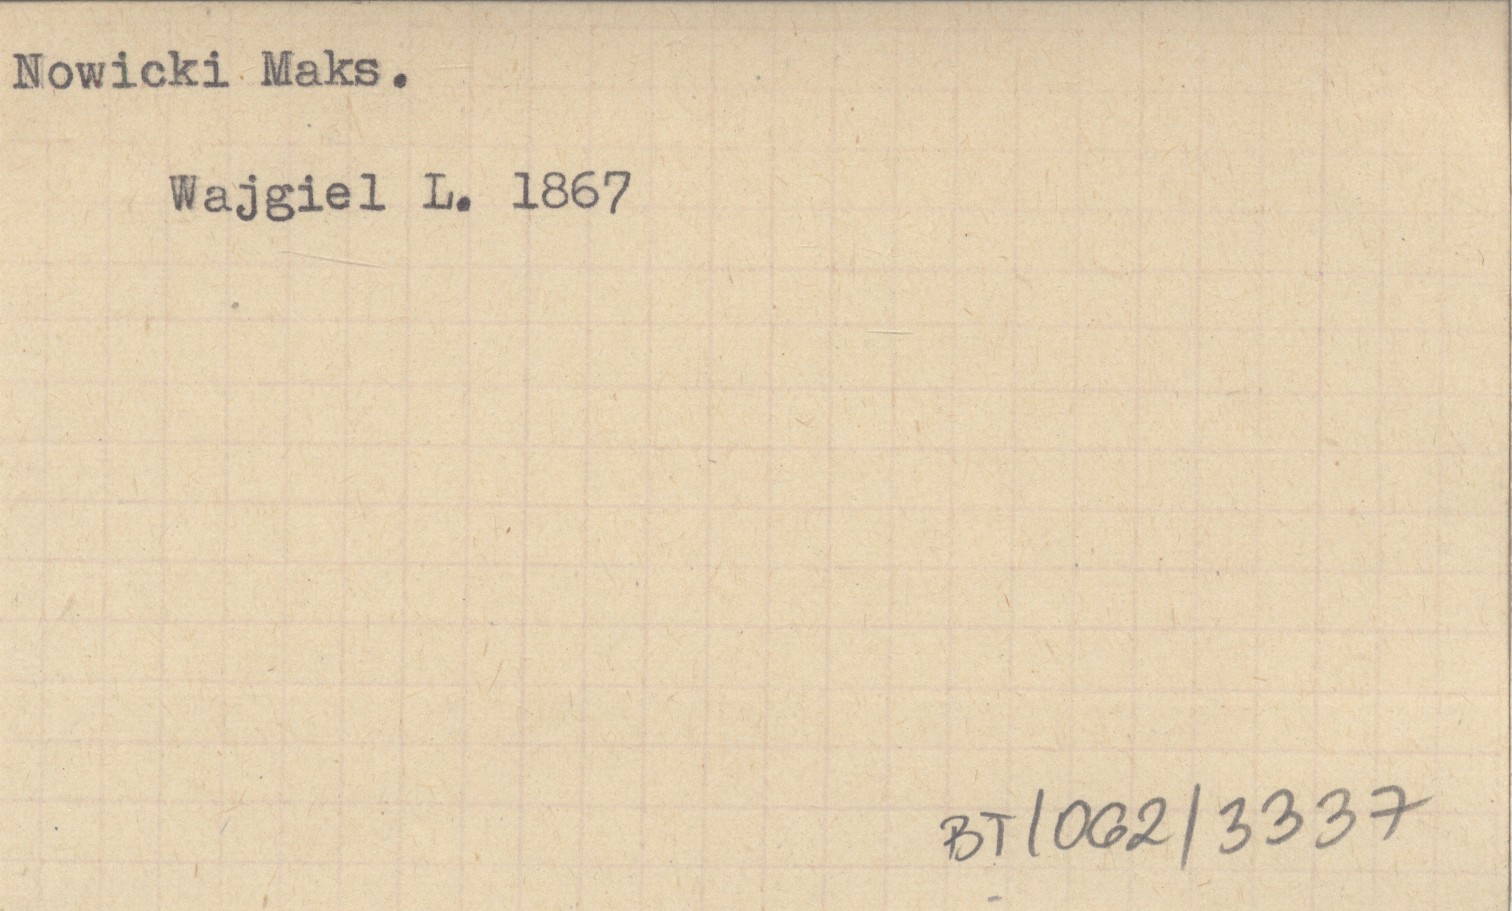 Nowicki Maks.
Wajgiel L. 1867
BT/062/3337